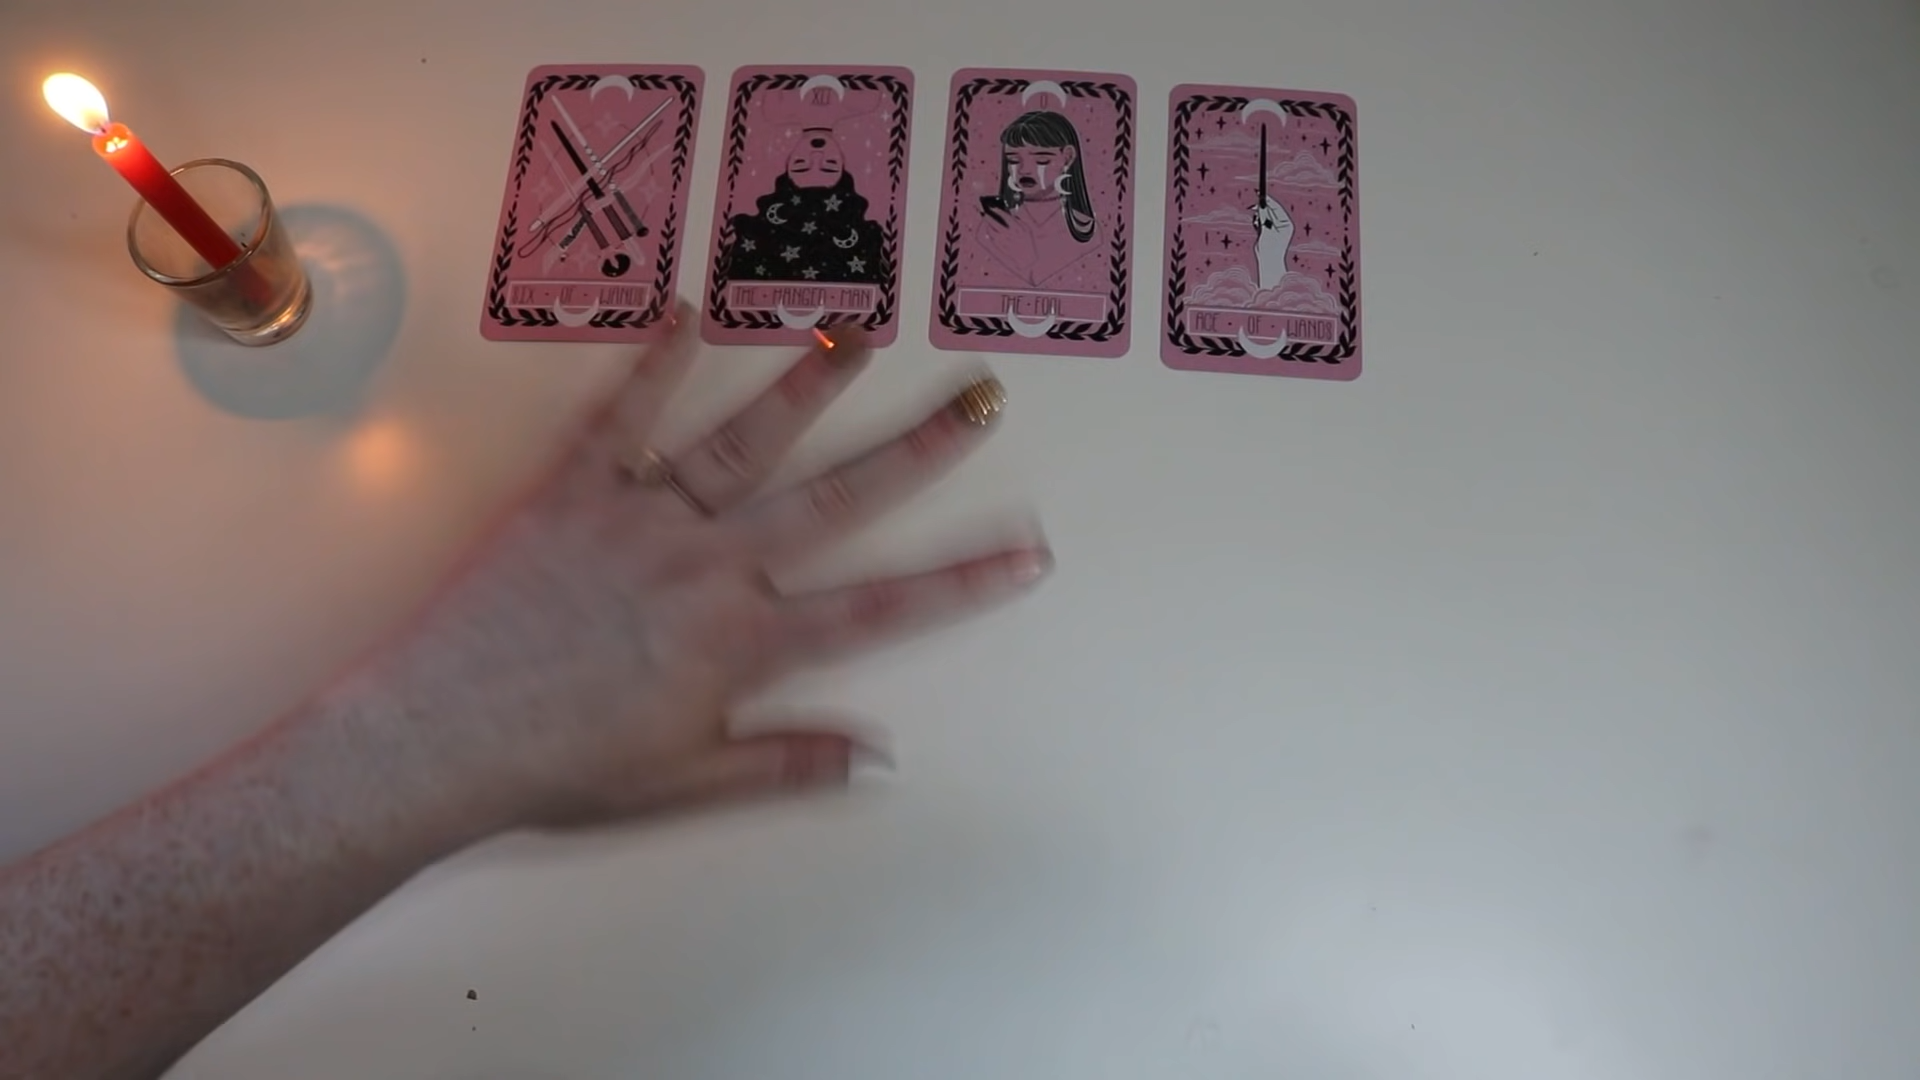 SIX · OF · WANDS
XII
THE · HANGED · MAN
0
THE · FOOL
ACE · OF · WANDS